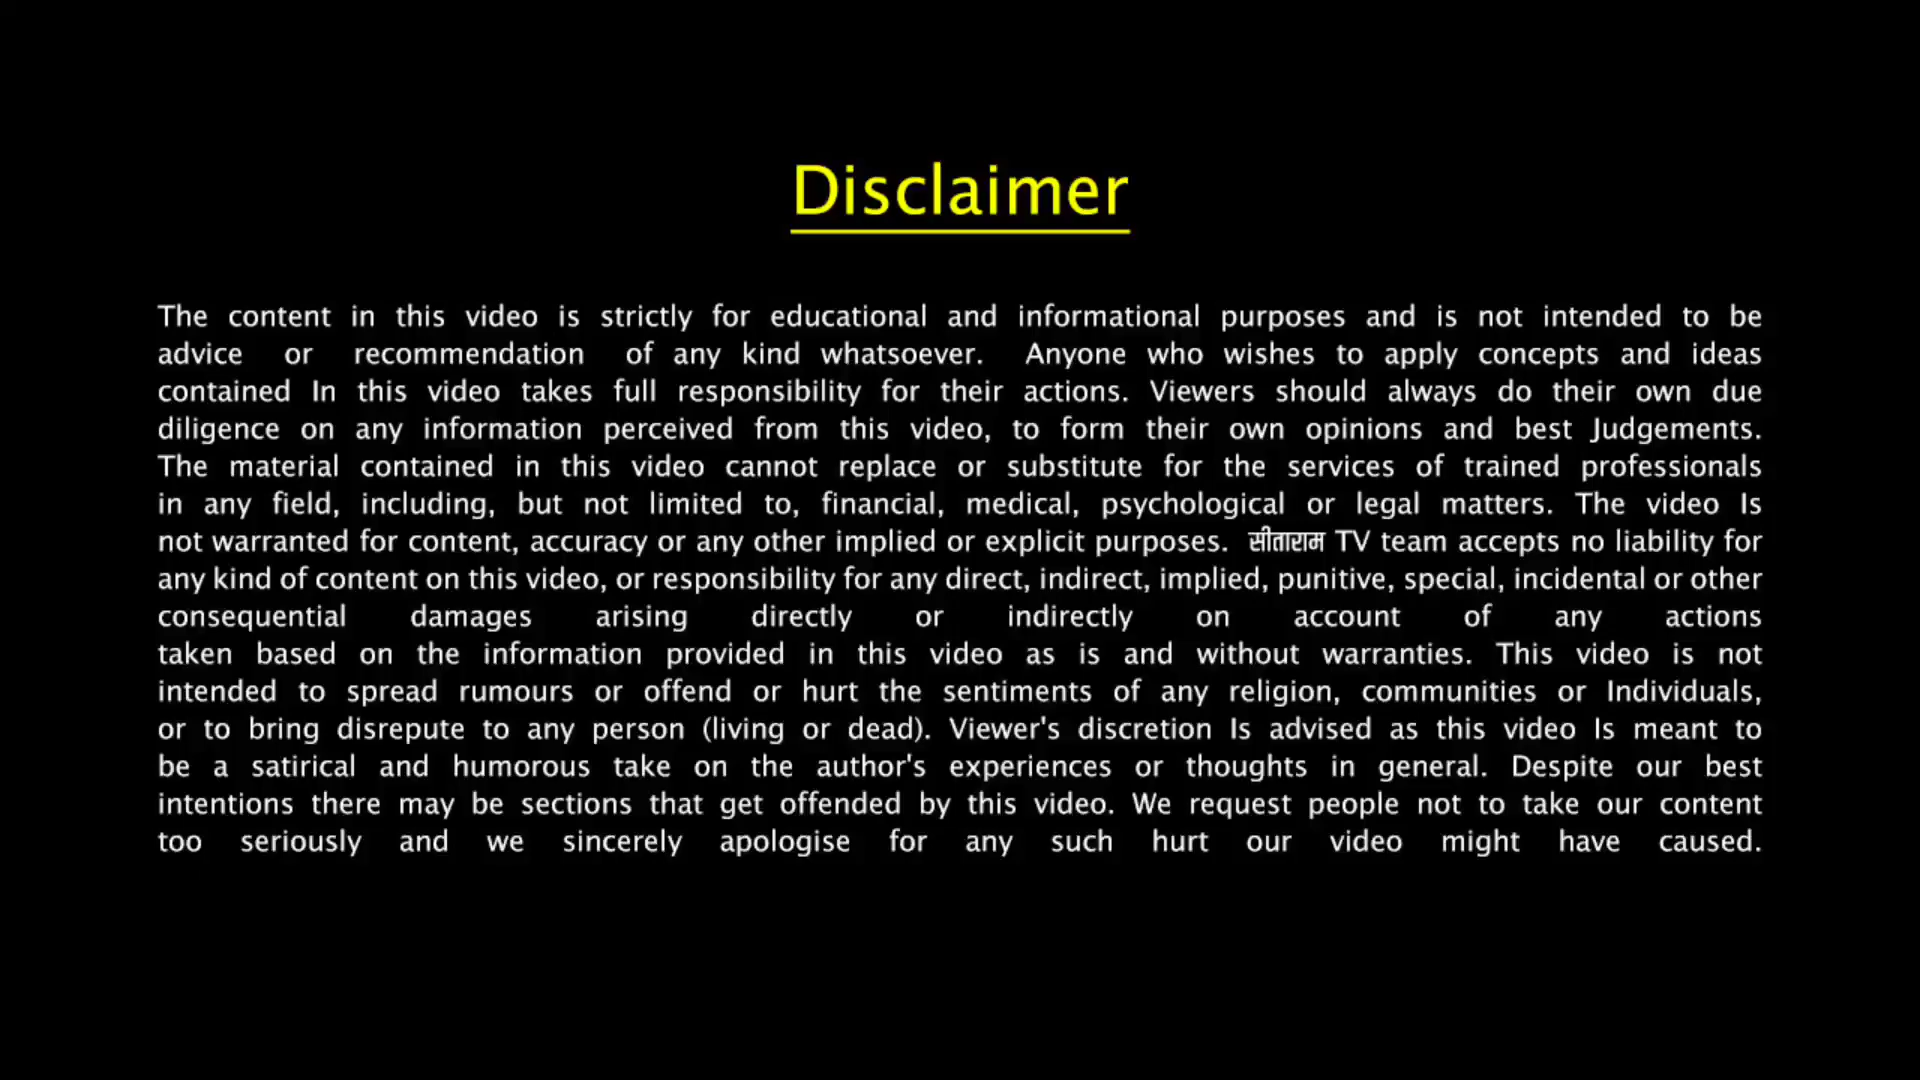 Disclaimer
The content in this video is strictly for educational and informational purposes and is not intended to be
advice or recommendation of any kind whatsoever. Anyone who wishes to apply concepts and ideas
contained In this video takes full responsibility for their actions. Viewers should always do their own due
diligence on any information perceived from this video, to form their own opinions and best Judgements.
The material contained in this video cannot replace or substitute for the services of trained professionals
in any field, including, but not limited to, financial, medical, psychological or legal matters. The video Is
not warranted for content, accuracy or any other implied or explicit purposes. सीताराम TV team accepts no liability for
any kind of content on this video, or responsibility for any direct, indirect, implied, punitive, special, incidental or other
consequential damages arising directly or indirectly on account of any actions
taken based on the information provided in this video as is and without warranties. This video is not
intended to spread rumours or offend or hurt the sentiments of any religion, communities or Individuals,
or to bring disrepute to any person (living or dead). Viewer's discretion Is advised as this video Is meant to
be a satirical and humorous take on the author's experiences or thoughts in general. Despite our best
intentions there may be sections that get offended by this video. We request people not to take our content
too seriously and we sincerely apologise for any such hurt our video might have caused.